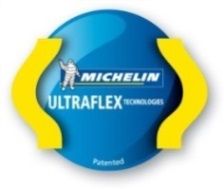 MICHELIN
ULTRAFLEX TECHNOLOGIES
Patented